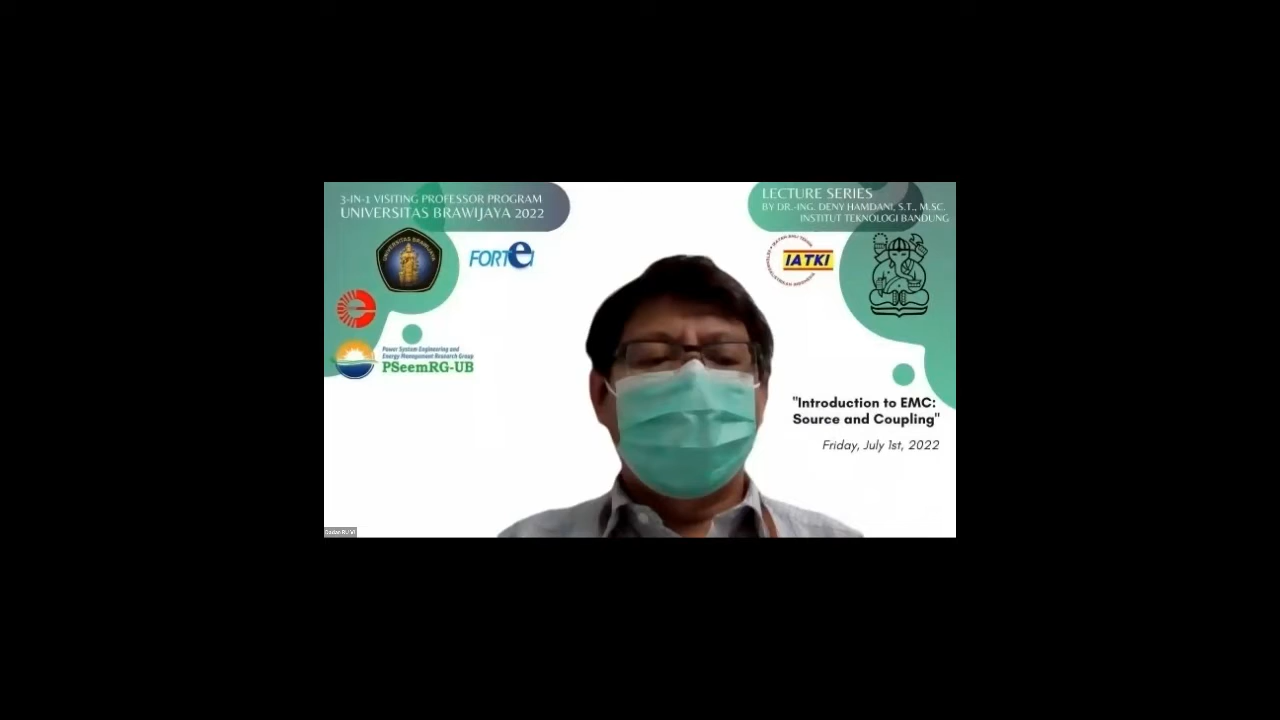 3-IN-1 VISITING PROFESSOR PROGRAM
UNIVERSITAS BRAWIJAYA 2022
LECTURE SERIES
BY DR.-ING. DENY HAMDANI, S.T., M.SC.
INSTITUT TEKNOLOGI BANDUNG
UNIVERSITAS BRAWIJAYA
FORTEI
IATKI
Power System Engineering and
Energy Management Research Group
PSeemRG-UB
"Introduction to EMC:
Source and Coupling"
Friday, July 1st, 2022